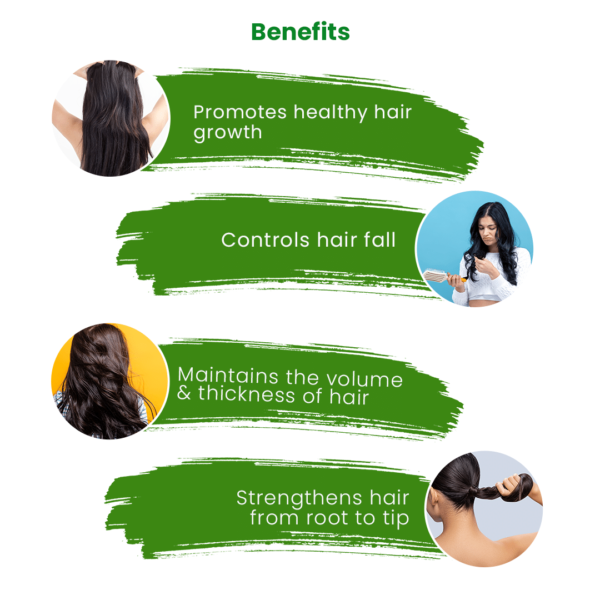 Benefits
Promotes healthy hair
growth
Controls hair fall
Maintains the volume
& thickness of hair
Strengthens hair
from root to tip